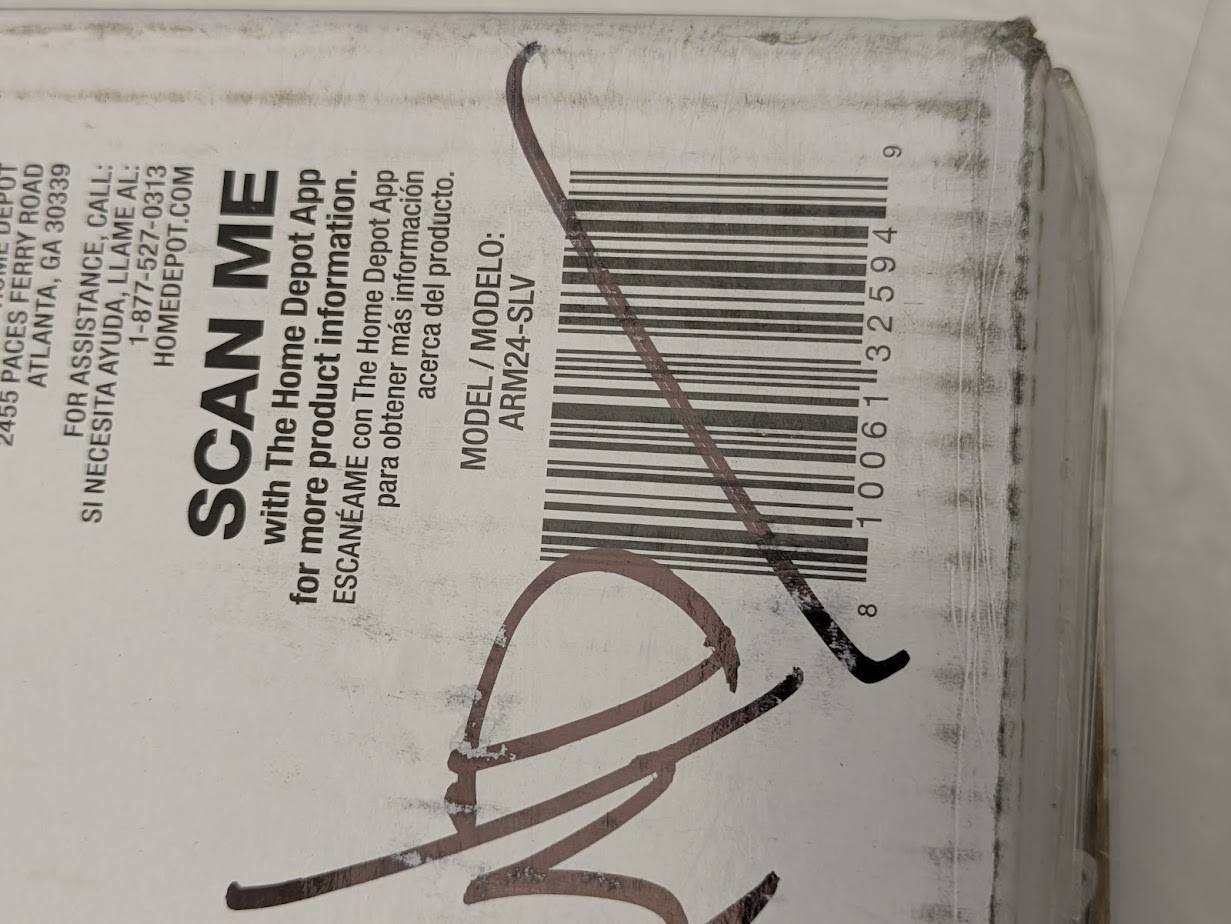 2455 PACES FERRY ROAD
ATLANTA, GA 30339
FOR ASSISTANCE, CALL:
SI NECESITA AYUDA, LLAME AL:
1-877-527-0313
HOMEDEPOT.COM
SCAN ME
with The Home Depot App
for more product information.
ESCANÉAME con The Home Depot App
para obtener más información
acerca del producto.
MODEL / MODELO:
ARM24-SLV
8 10061 32594 9